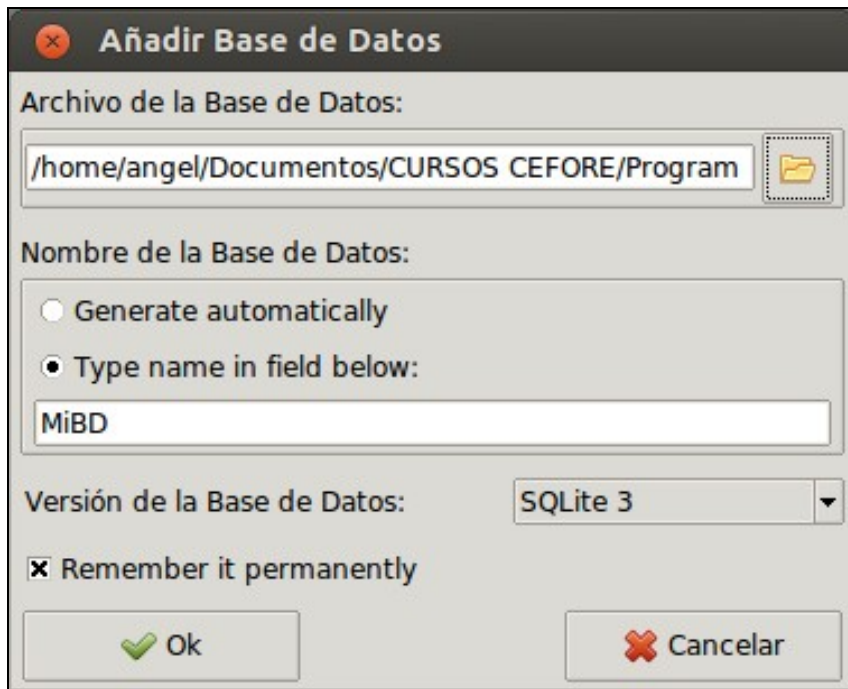 Añadir Base de Datos
Archivo de la Base de Datos:
/home/angel/Documentos/CURSOS CEFORE/Program
Nombre de la Base de Datos:
Generate automatically
Type name in field below:
MiBD
Versión de la Base de Datos: SQLite 3
Remember it permanently
Ok Cancelar